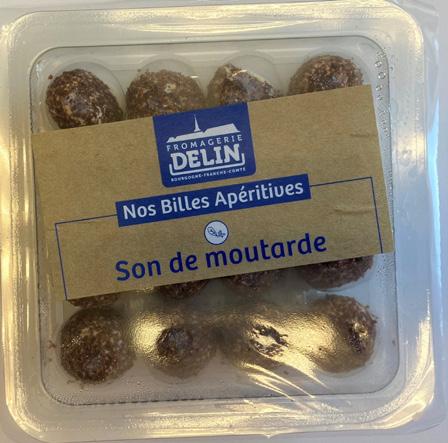 FROMAGERIE
DELIN
BOURGOGNE-FRANCHE-COMTÉ
Nos Billes Apéritives
Son de moutarde